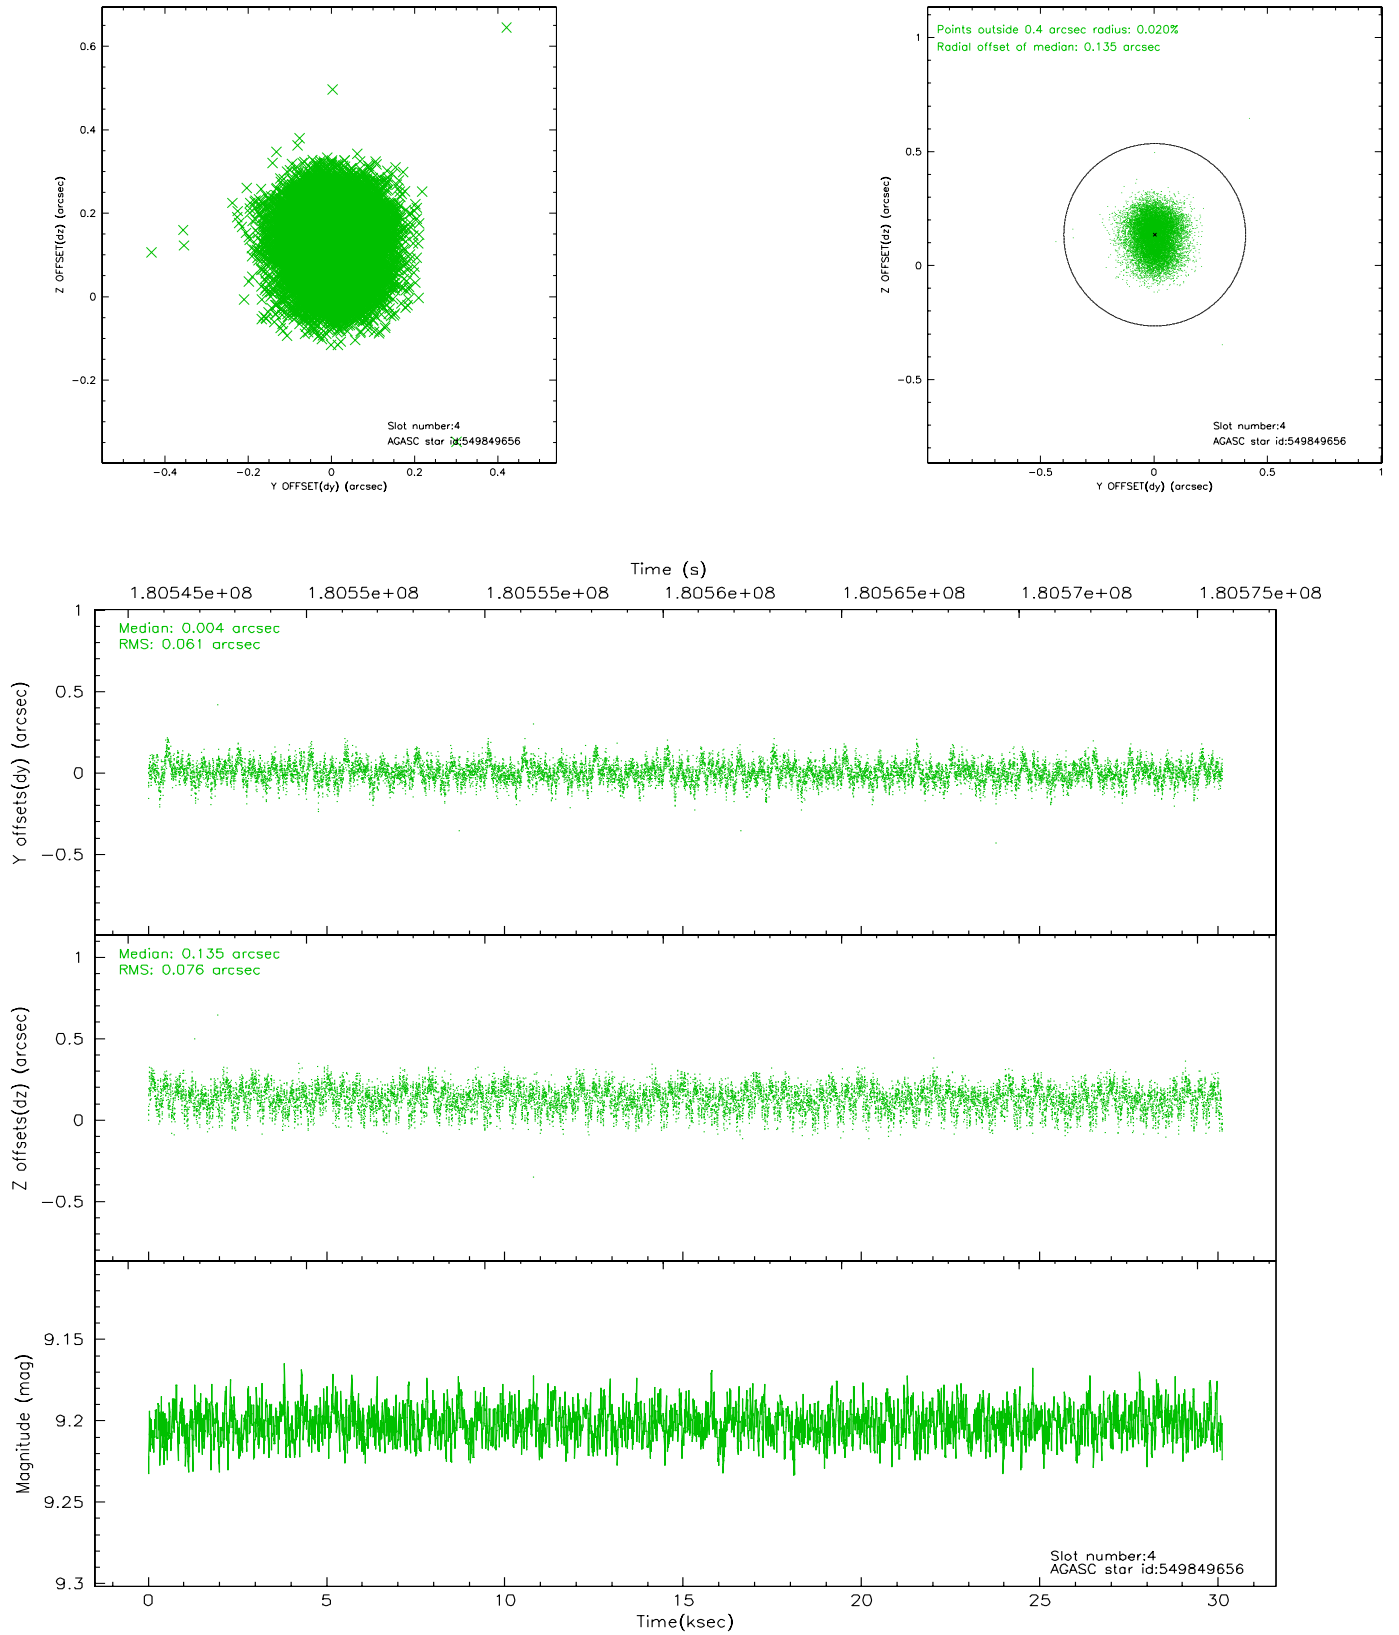 0.6
0.4
0.2
0
−0.2
Z OFFSET(dz) (arcsec)
Slot number:4
AGASC star id:549849656
−0.4 −0.2 0 0.2 0.4
Y OFFSET(dy) (arcsec)
Points outside 0.4 arcsec radius: 0.020%
Radial offset of median: 0.135 arcsec
1
0.5
0
−0.5
Z OFFSET(dz) (arcsec)
Slot number:4
AGASC star id:549849656
−0.5 0 0.5 1
Y OFFSET(dy) (arcsec)
Time (s)
1.80545e+08 1.8055e+08 1.80555e+08 1.8056e+08 1.80565e+08 1.8057e+08 1.80575e+08
Median: 0.004 arcsec
RMS: 0.061 arcsec
1
0.5
0
−0.5
Y offsets(dy) (arcsec)
Median: 0.135 arcsec
RMS: 0.076 arcsec
1
0.5
0
−0.5
Z offsets(dz) (arcsec)
9.15
9.2
9.25
9.3
Magnitude (mag)
Slot number:4
AGASC star id:549849656
0 5 10 15 20 25 30
Time(ksec)